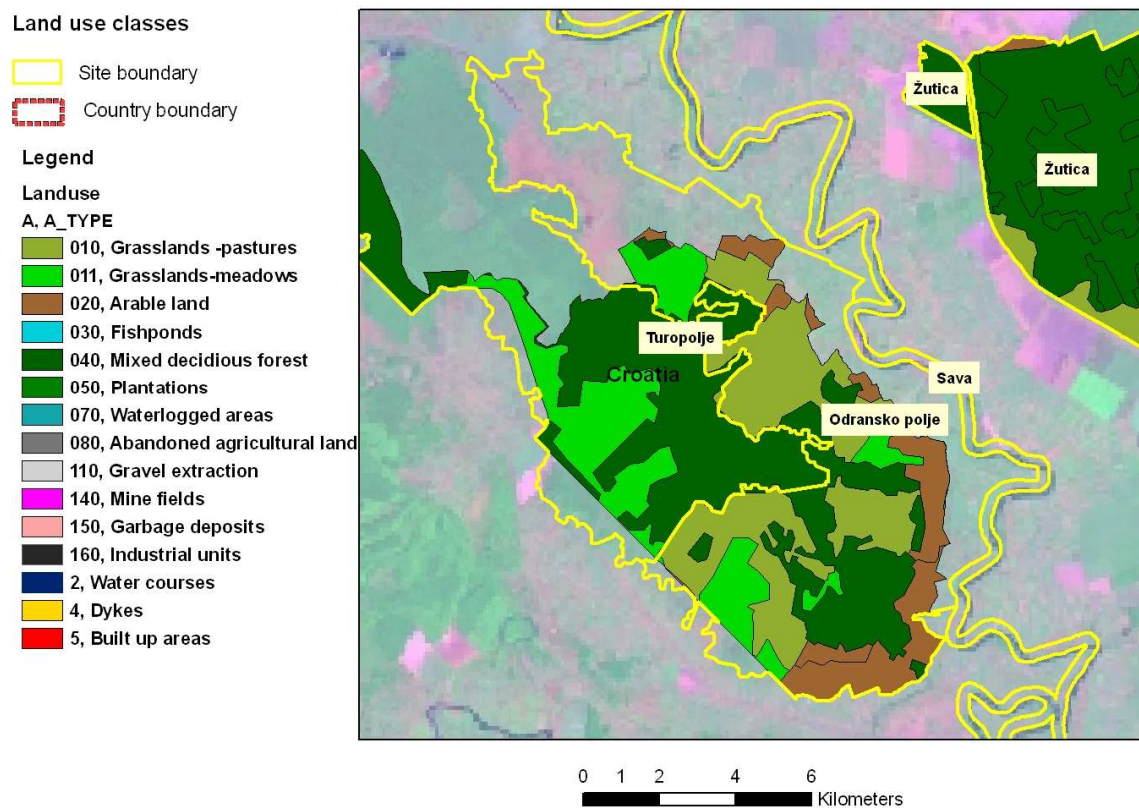 Land use classes
Site boundary
Country boundary
Legend
Landuse
A, A_TYPE
010, Grasslands -pastures
011, Grasslands-meadows
020, Arable land
030, Fishponds
040, Mixed decidious forest
050, Plantations
070, Waterlogged areas
080, Abandoned agricultural land
110, Gravel extraction
140, Mine fields
150, Garbage deposits
160, Industrial units
2, Water courses
4, Dykes
5, Built up areas
Žutica
Žutica
Turopolje
Croatia
Sava
Odransko polje
0 1 2 4 6
Kilometers